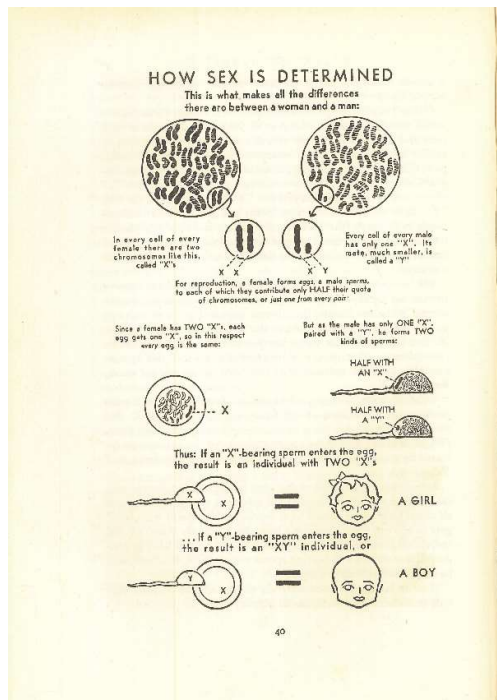 HOW SEX IS DETERMINED
This is what makes all the differences
there are between a woman and a man:
In every cell of every
female there are two
chromosomes like this,
called "X"s
X X
X Y
Every cell of every male
has only one "X". Its
mate, much smaller, is
called a "Y"
For reproduction, a female forms eggs, a male sperms,
to each of which they contribute only HALF their quota
of chromosomes, or just one from every pair
Since a female has TWO "X"s, each
egg gets one "X", so in this respect
every egg is the same:
But as the male has only ONE "X",
paired with a "Y", he forms TWO
kinds of sperms:
HALF WITH
AN "X"
X
HALF WITH
A "Y"
Thus: If an "X"-bearing sperm enters the egg,
the result is an individual with TWO "X"s
X
X
=
A GIRL
... If a "Y"-bearing sperm enters the egg,
the result is an "XY" individual, or
Y
X
=
A BOY
40